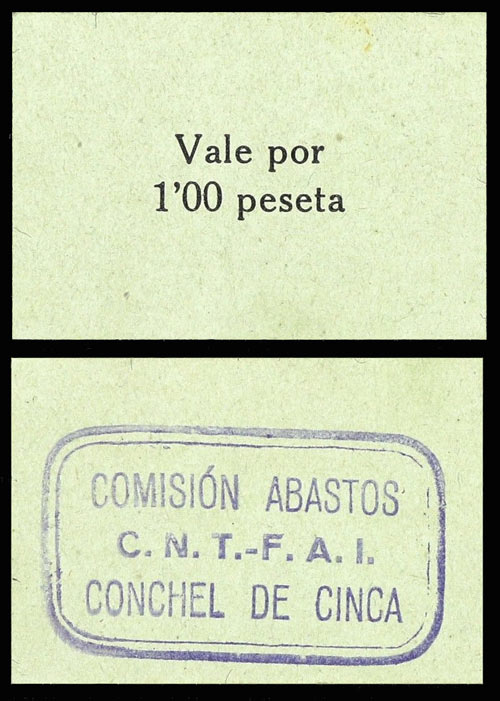 Vale por
1'00 peseta
COMISIÓN ABASTOS
C. N. T.-F. A. I.
CONCHEL DE CINCA